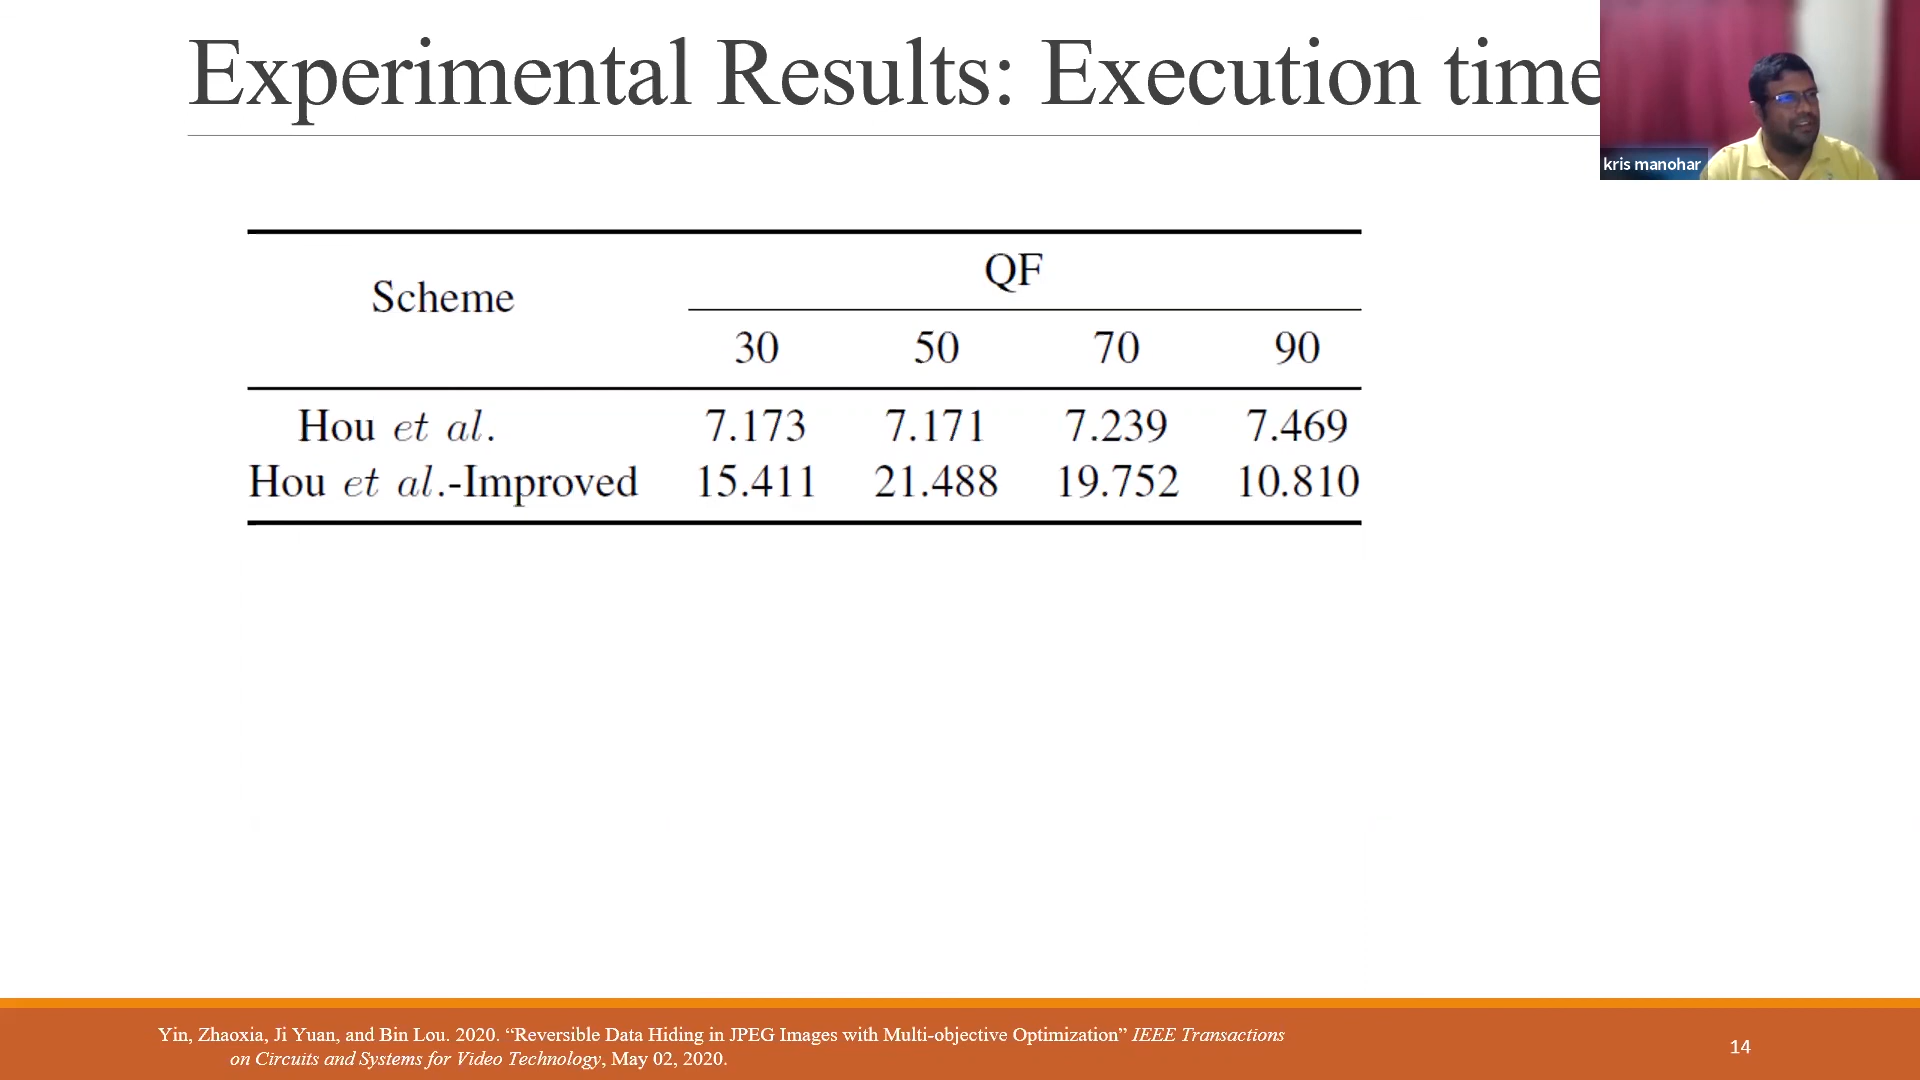 Experimental Results: Execution time
kris manohar
QF
Scheme
30 50 70 90
Hou et al. 7.173 7.171 7.239 7.469
Hou et al.-Improved 15.411 21.488 19.752 10.810
Yin, Zhaoxia, Ji Yuan, and Bin Lou. 2020. “Reversible Data Hiding in JPEG Images with Multi-objective Optimization” IEEE Transactions
on Circuits and Systems for Video Technology, May 02, 2020.
14